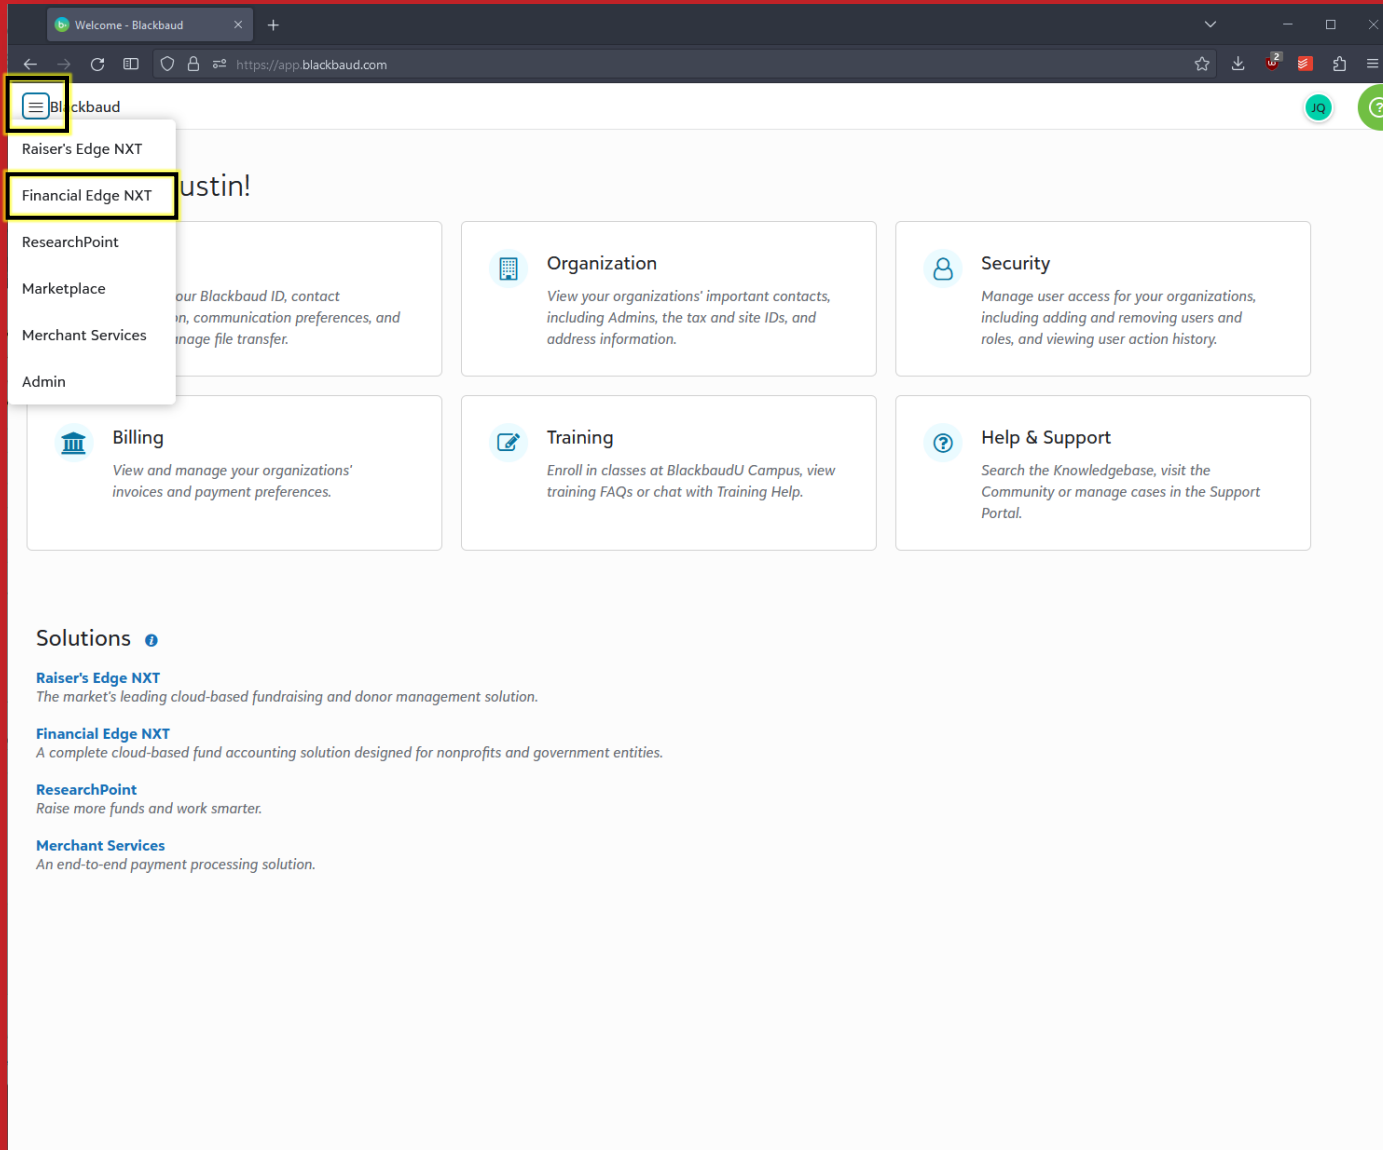 Welcome - Blackbaud
https://app.blackbaud.com
2
Blackbaud
JQ
?
Raiser's Edge NXT
Financial Edge NXT
ResearchPoint
Marketplace
Merchant Services
Admin
ustin!
our Blackbaud ID, contact
on, communication preferences, and
anage file transfer.
Organization
View your organizations' important contacts,
including Admins, the tax and site IDs, and
address information.
Security
Manage user access for your organizations,
including adding and removing users and
roles, and viewing user action history.
Billing
View and manage your organizations'
invoices and payment preferences.
Training
Enroll in classes at BlackbaudU Campus, view
training FAQs or chat with Training Help.
Help & Support
Search the Knowledgebase, visit the
Community or manage cases in the Support
Portal.
Solutions
Raiser's Edge NXT
The market's leading cloud-based fundraising and donor management solution.
Financial Edge NXT
A complete cloud-based fund accounting solution designed for nonprofits and government entities.
ResearchPoint
Raise more funds and work smarter.
Merchant Services
An end-to-end payment processing solution.